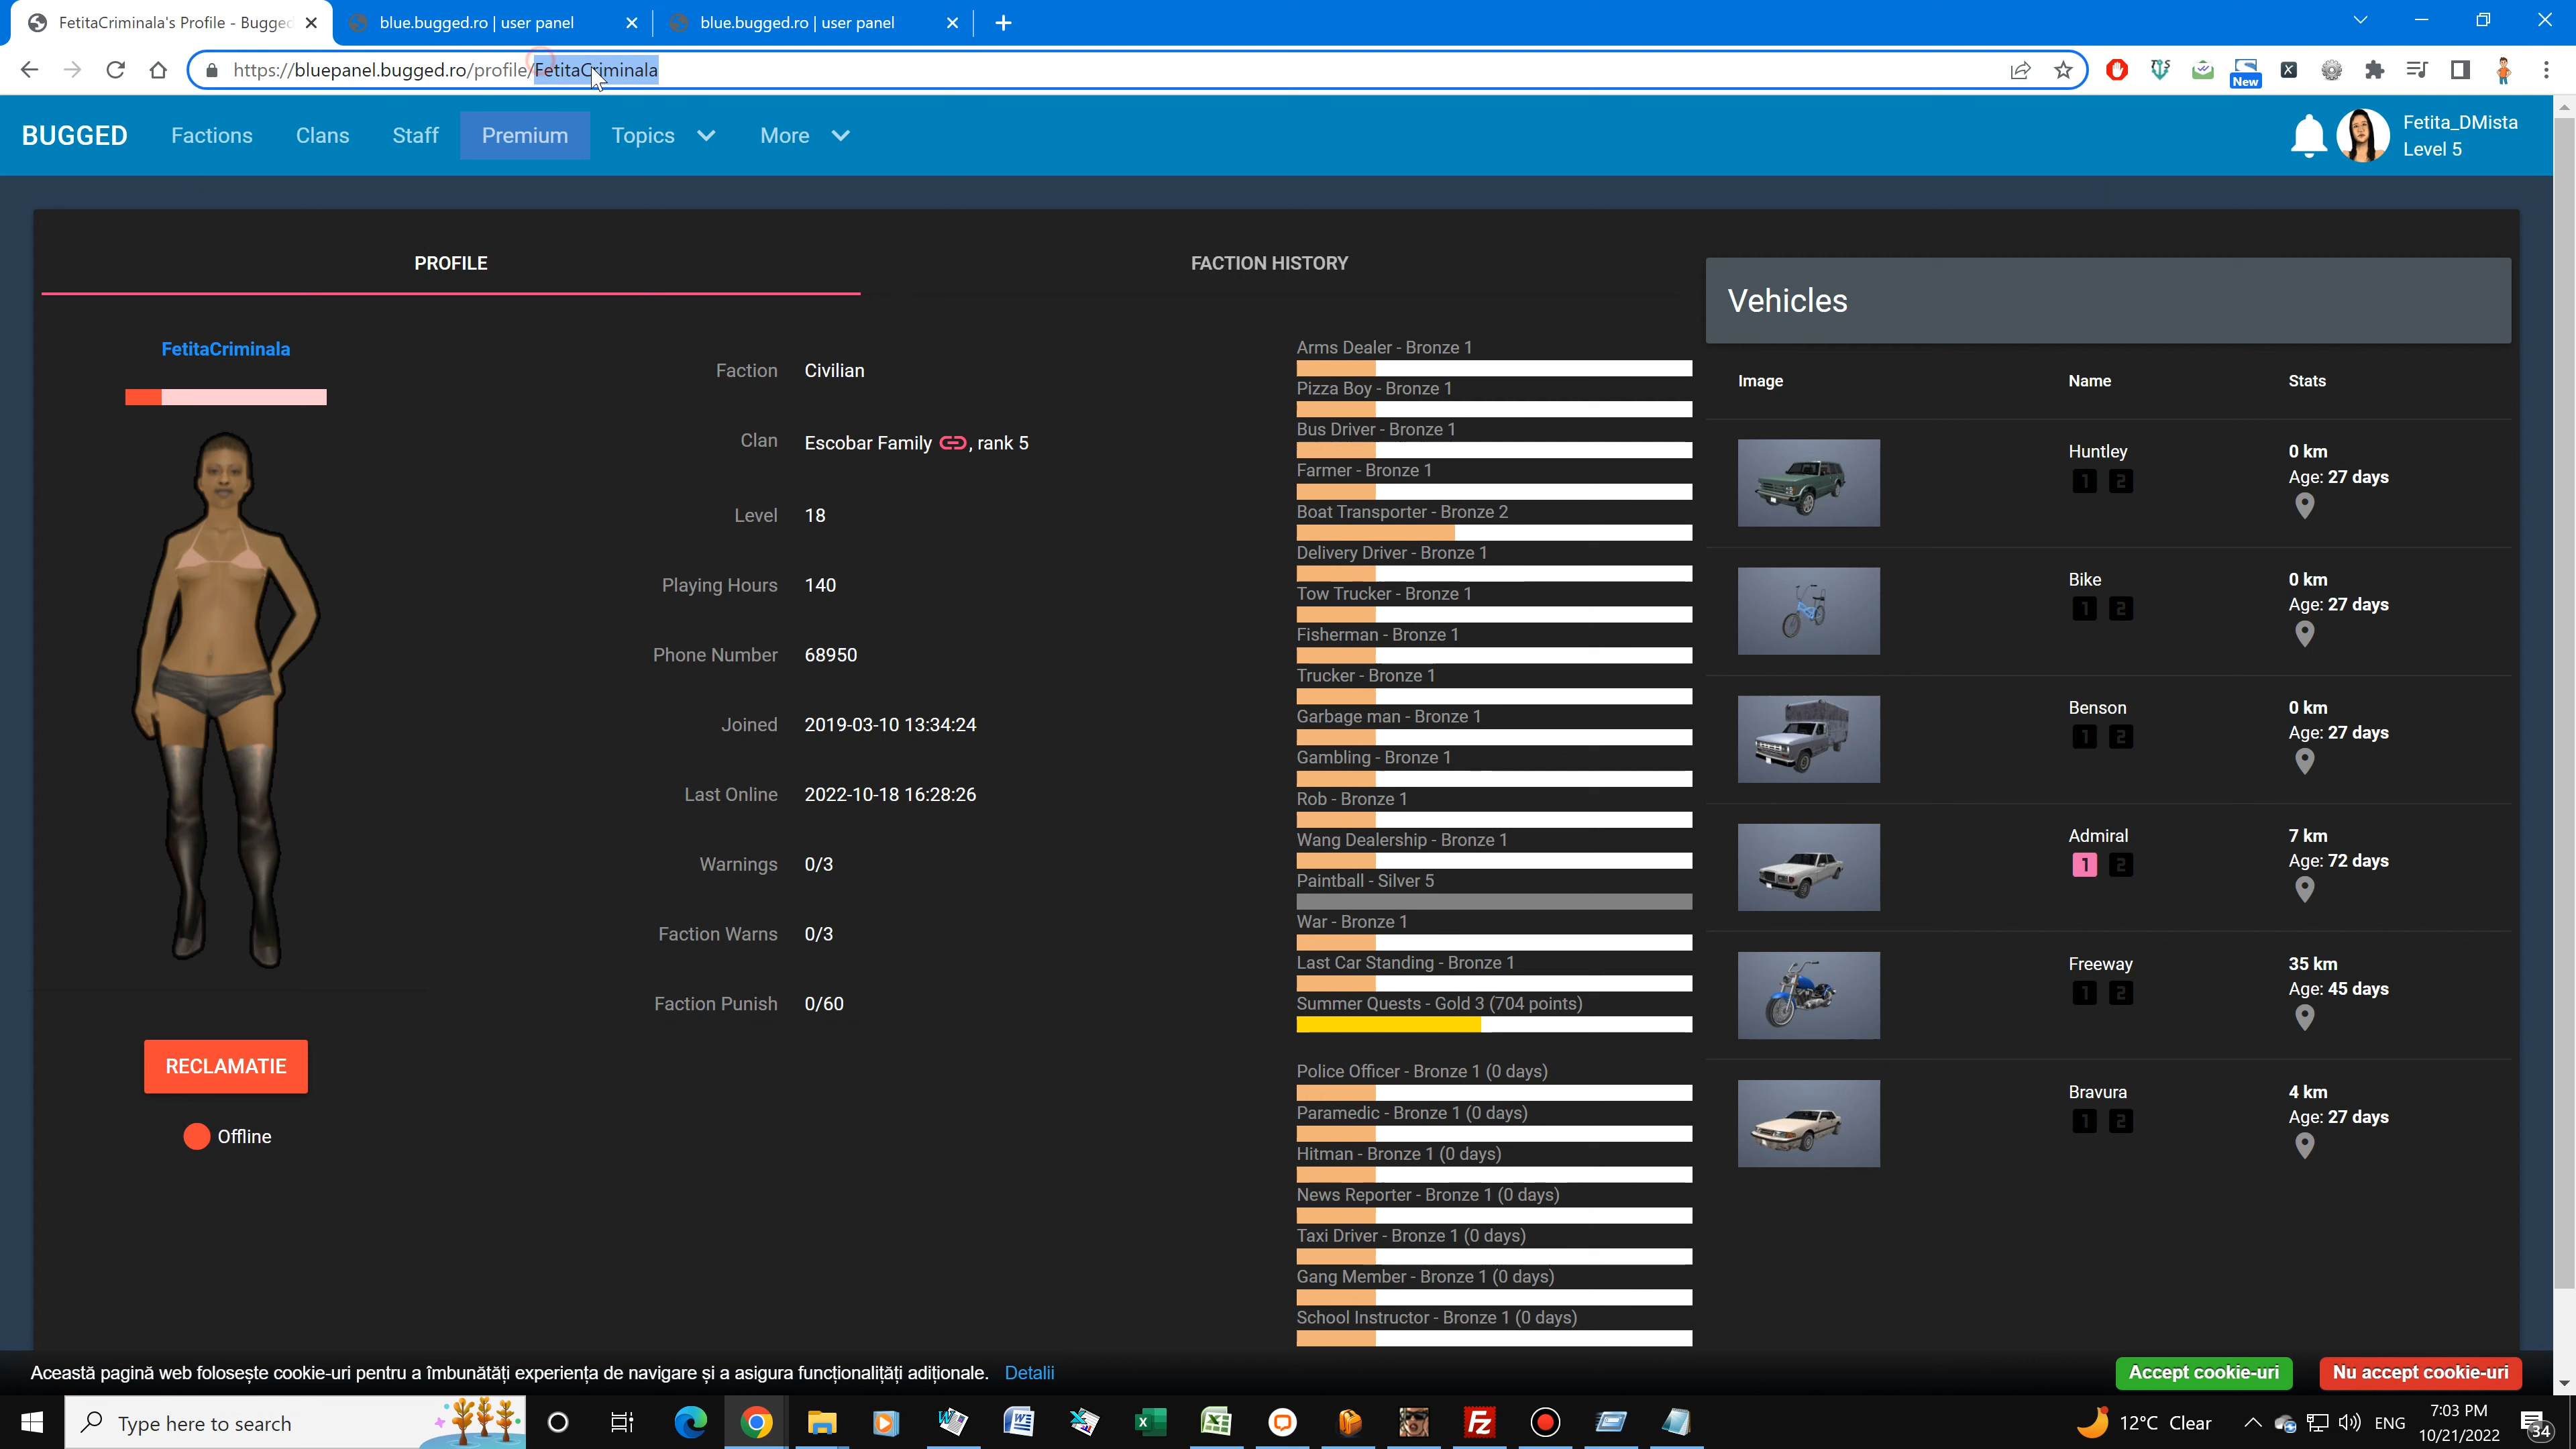 FetitaCriminala's Profile - Bugged
blue.bugged.ro | user panel
blue.bugged.ro | user panel
https://bluepanel.bugged.ro/profile/FetitaCriminala
New
BUGGED
Factions
Clans
Staff
Premium
Topics
More
Fetita_DMista
Level 5
PROFILE
FACTION HISTORY
FetitaCriminala
Faction Civilian
Clan Escobar Family , rank 5
Level 18
Playing Hours 140
Phone Number 68950
Joined 2019-03-10 13:34:24
Last Online 2022-10-18 16:28:26
Warnings 0/3
Faction Warns 0/3
Faction Punish 0/60
RECLAMATIE
Offline
Arms Dealer - Bronze 1
Pizza Boy - Bronze 1
Bus Driver - Bronze 1
Farmer - Bronze 1
Boat Transporter - Bronze 2
Delivery Driver - Bronze 1
Tow Trucker - Bronze 1
Fisherman - Bronze 1
Trucker - Bronze 1
Garbage man - Bronze 1
Gambling - Bronze 1
Rob - Bronze 1
Wang Dealership - Bronze 1
Paintball - Silver 5
War - Bronze 1
Last Car Standing - Bronze 1
Summer Quests - Gold 3 (704 points)
Police Officer - Bronze 1 (0 days)
Paramedic - Bronze 1 (0 days)
Hitman - Bronze 1 (0 days)
News Reporter - Bronze 1 (0 days)
Taxi Driver - Bronze 1 (0 days)
Gang Member - Bronze 1 (0 days)
School Instructor - Bronze 1 (0 days)
Vehicles
Image Name Stats
Huntley 0 km
1 2 Age: 27 days
Bike 0 km
1 2 Age: 27 days
Benson 0 km
1 2 Age: 27 days
Admiral 7 km
1 2 Age: 72 days
Freeway 35 km
1 2 Age: 45 days
Bravura 4 km
1 2 Age: 27 days
Această pagină web folosește cookie-uri pentru a îmbunătăți experiența de navigare și a asigura funcționalități adiționale. Detalii
Accept cookie-uri
Nu accept cookie-uri
Type here to search
12°C Clear
ENG
7:03 PM
10/21/2022
34